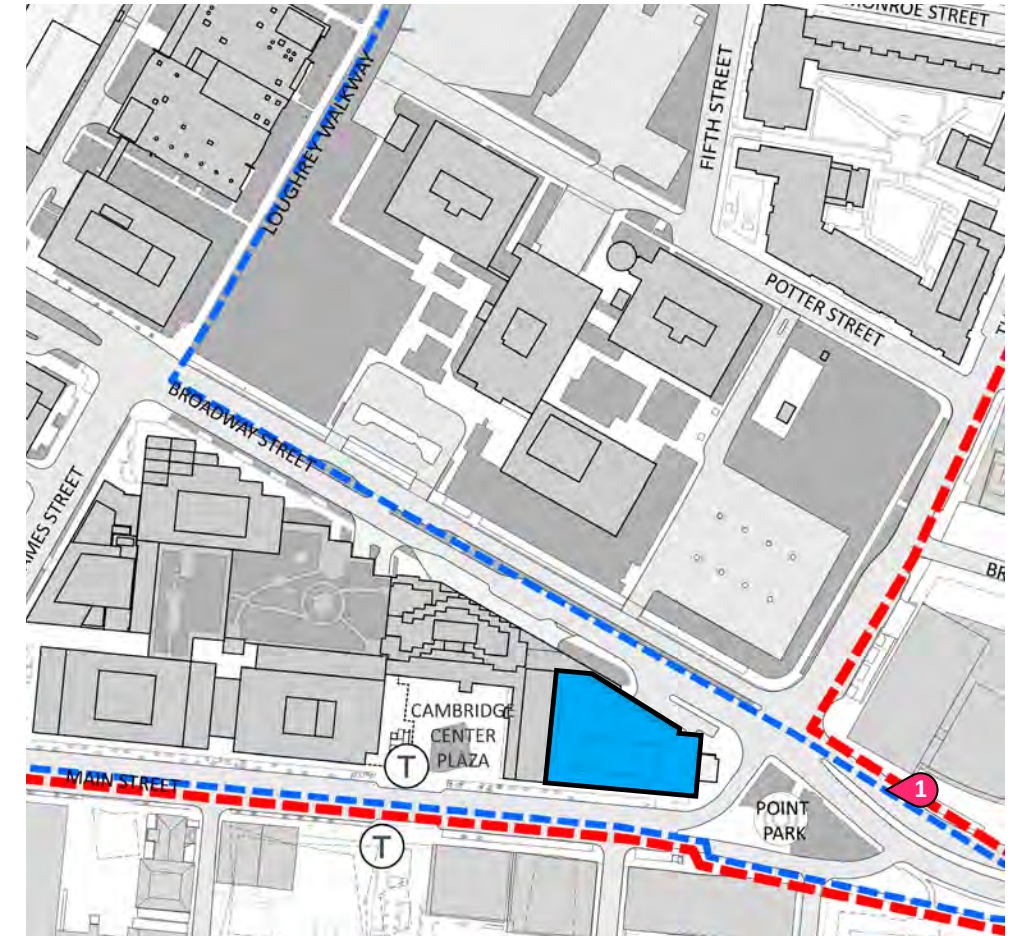 MONROE STREET
LOUGHREY WALKWAY
FIFTH STREET
POTTER STREET
BROADWAY STREET
AMES STREET
CAMBRIDGE
CENTER
PLAZA
T
MAIN STREET
T
POINT
PARK
1
BR